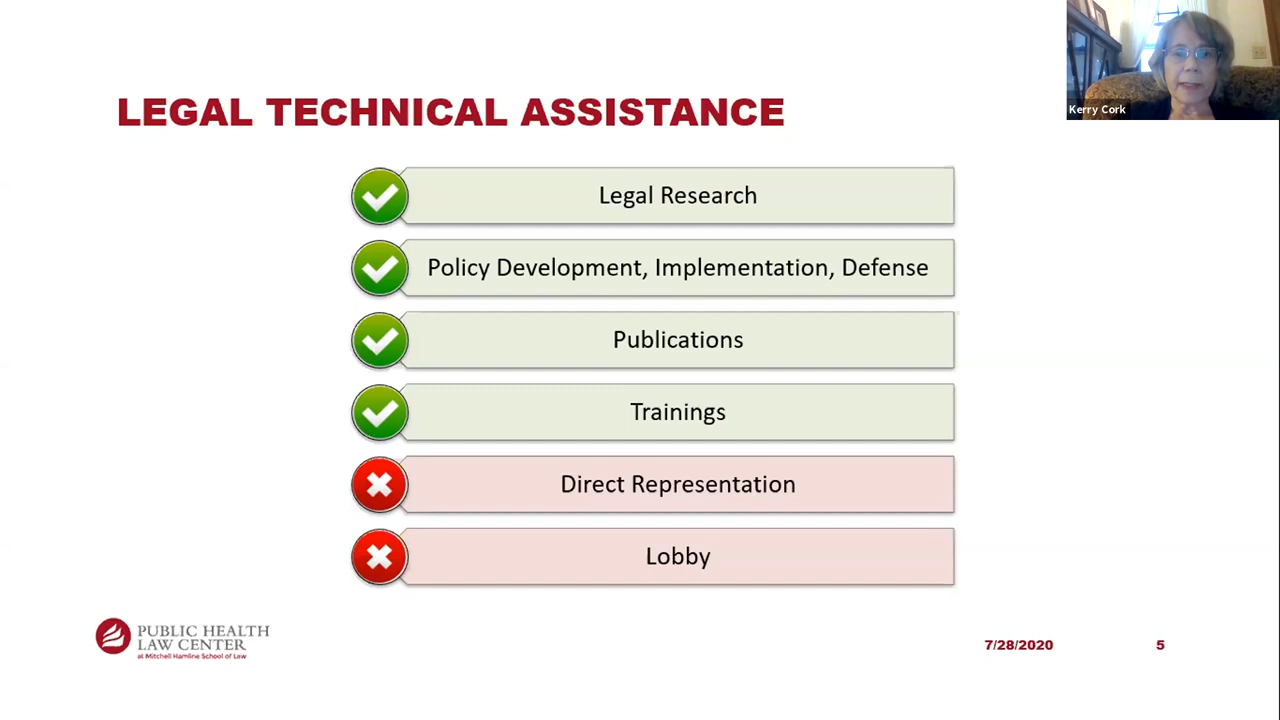 Kerry Cork
LEGAL TECHNICAL ASSISTANCE
Legal Research
Policy Development, Implementation, Defense
Publications
Trainings
Direct Representation
Lobby
PUBLIC HEALTH
LAW CENTER
at Mitchell Hamline School of Law
7/28/2020
5